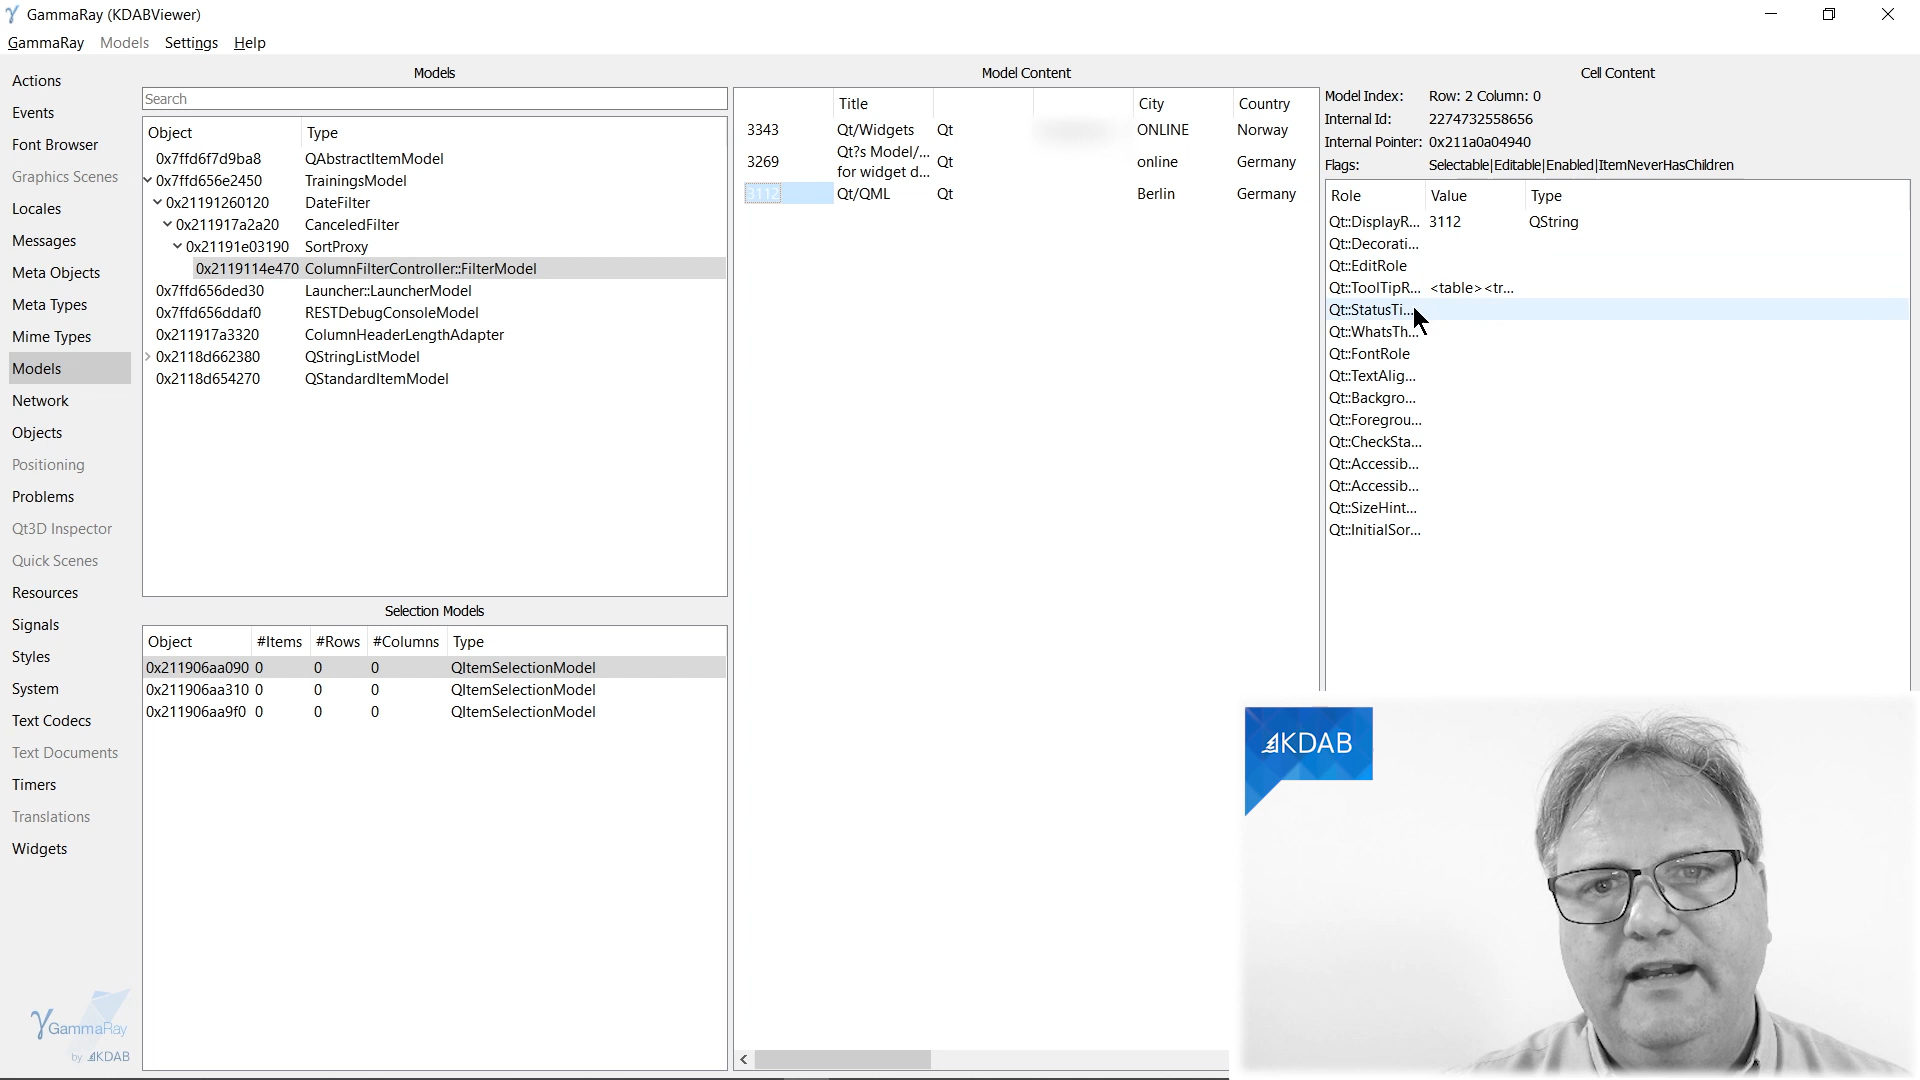 GammaRay (KDABViewer)
GammaRay Models Settings Help
Actions
Events
Font Browser
Graphics Scenes
Locales
Messages
Meta Objects
Meta Types
Mime Types
Models
Network
Objects
Positioning
Problems
Qt3D Inspector
Quick Scenes
Resources
Signals
Styles
System
Text Codecs
Text Documents
Timers
Translations
Widgets
GammaRay
by KDAB
Models
Search
Object Type
0x7ffd6f7d9ba8 QAbstractItemModel
0x7ffd656e2450 TrainingsModel
0x21191260120 DateFilter
0x211917a2a20 CanceledFilter
0x21191e03190 SortProxy
0x2119114e470 ColumnFilterController::FilterModel
0x7ffd656ded30 Launcher::LauncherModel
0x7ffd656ddaf0 RESTDebugConsoleModel
0x211917a3320 ColumnHeaderLengthAdapter
0x2118d662380 QStringListModel
0x2118d654270 QStandardItemModel
Selection Models
Object #Items #Rows #Columns Type
0x211906aa090 0 0 0 QItemSelectionModel
0x211906aa310 0 0 0 QItemSelectionModel
0x211906aa9f0 0 0 0 QItemSelectionModel
Model Content
Title City Country
3343 Qt/Widgets Qt ONLINE Norway
3269 Qt?s Model/... Qt online Germany
for widget d...
3112 Qt/QML Qt Berlin Germany
Cell Content
Model Index: Row: 2 Column: 0
Internal Id: 2274732558656
Internal Pointer: 0x211a0a04940
Flags: Selectable|Editable|Enabled|ItemNeverHasChildren
Role Value Type
Qt::DisplayR... 3112 QString
Qt::Decorati...
Qt::EditRole
Qt::ToolTipR... <table><tr...
Qt::StatusTi...
Qt::WhatsTh...
Qt::FontRole
Qt::TextAlig...
Qt::Backgro...
Qt::Foregrou...
Qt::CheckSta...
Qt::Accessib...
Qt::Accessib...
Qt::SizeHint...
Qt::InitialSor...
KDAB